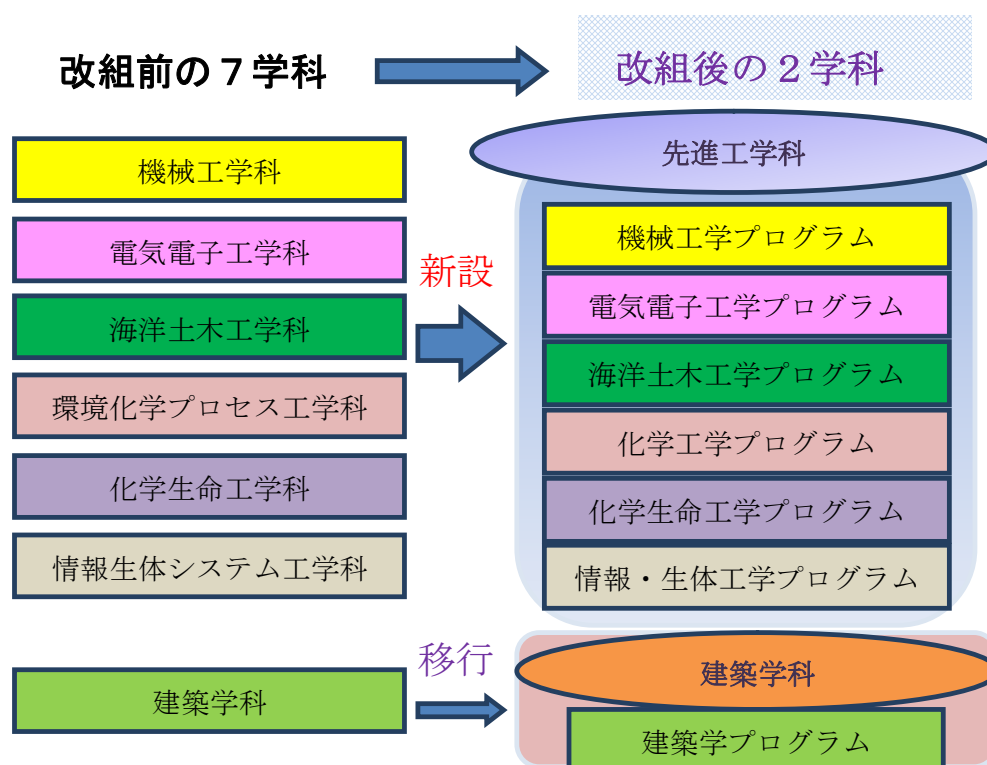 改組前の７学科
改組後の２学科
機械工学科
電気電子工学科
海洋土木工学科
環境化学プロセス工学科
化学生命工学科
情報生体システム工学科
建築学科
新設
移行
先進工学科
機械工学プログラム
電気電子工学プログラム
海洋土木工学プログラム
化学工学プログラム
化学生命工学プログラム
情報・生体工学プログラム
建築学科
建築学プログラム